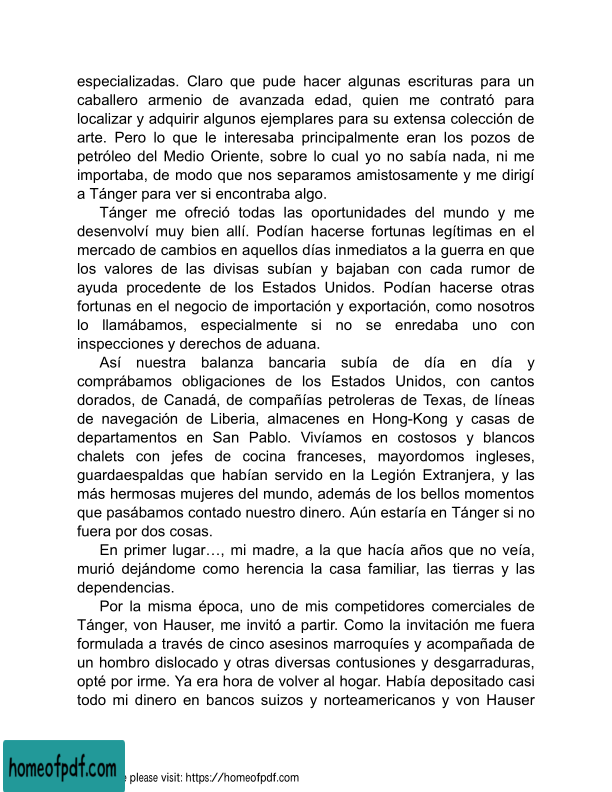 especializadas. Claro que pude hacer algunas escrituras para un
caballero armenio de avanzada edad, quien me contrató para
localizar y adquirir algunos ejemplares para su extensa colección de
arte. Pero lo que le interesaba principalmente eran los pozos de
petróleo del Medio Oriente, sobre lo cual yo no sabía nada, ni me
importaba, de modo que nos separamos amistosamente y me dirigí
a Tánger para ver si encontraba algo.
Tánger me ofreció todas las oportunidades del mundo y me
desenvolví muy bien allí. Podían hacerse fortunas legítimas en el
mercado de cambios en aquellos días inmediatos a la guerra en que
los valores de las divisas subían y bajaban con cada rumor de
ayuda procedente de los Estados Unidos. Podían hacerse otras
fortunas en el negocio de importación y exportación, como nosotros
lo llamábamos, especialmente si no se enredaba uno con
inspecciones y derechos de aduana.
Así nuestra balanza bancaria subía de día en día y
comprábamos obligaciones de los Estados Unidos, con cantos
dorados, de Canadá, de compañías petroleras de Texas, de líneas
de navegación de Liberia, almacenes en Hong-Kong y casas de
departamentos en San Pablo. Vivíamos en costosos y blancos
chalets con jefes de cocina franceses, mayordomos ingleses,
guardaespaldas que habían servido en la Legión Extranjera, y las
más hermosas mujeres del mundo, además de los bellos momentos
que pasábamos contado nuestro dinero. Aún estaría en Tánger si no
fuera por dos cosas.
En primer lugar…, mi madre, a la que hacía años que no veía,
murió dejándome como herencia la casa familiar, las tierras y las
dependencias.
Por la misma época, uno de mis competidores comerciales de
Tánger, von Hauser, me invitó a partir. Como la invitación me fuera
formulada a través de cinco asesinos marroquíes y acompañada de
un hombro dislocado y otras diversas contusiones y desgarraduras,
opté por irme. Ya era hora de volver al hogar. Había depositado casi
todo mi dinero en bancos suizos y norteamericanos y von Hauser
homeofpdf.com
please visit: https://homeofpdf.com